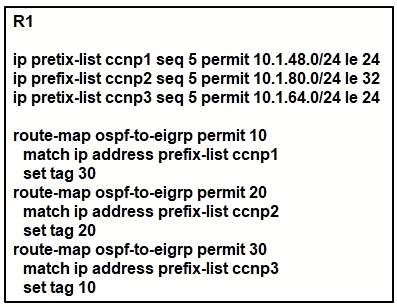 R1
ip pretix-list ccnp1 seq 5 permit 10.1.48.0/24 le 24
ip prefix-list ccnp2 seq 5 permit 10.1.80.0/24 le 32
ip prefix-list ccnp3 seq 5 permit 10.1.64.0/24 le 24
route-map ospf-to-eigrp permit 10
match ip address prefix-list ccnp1
set tag 30
route-map ospf-to-eigrp permit 20
match ip address prefix-list ccnp2
set tag 20
route-map ospf-to-eigrp permit 30
match ip address prefix-list ccnp3
set tag 10